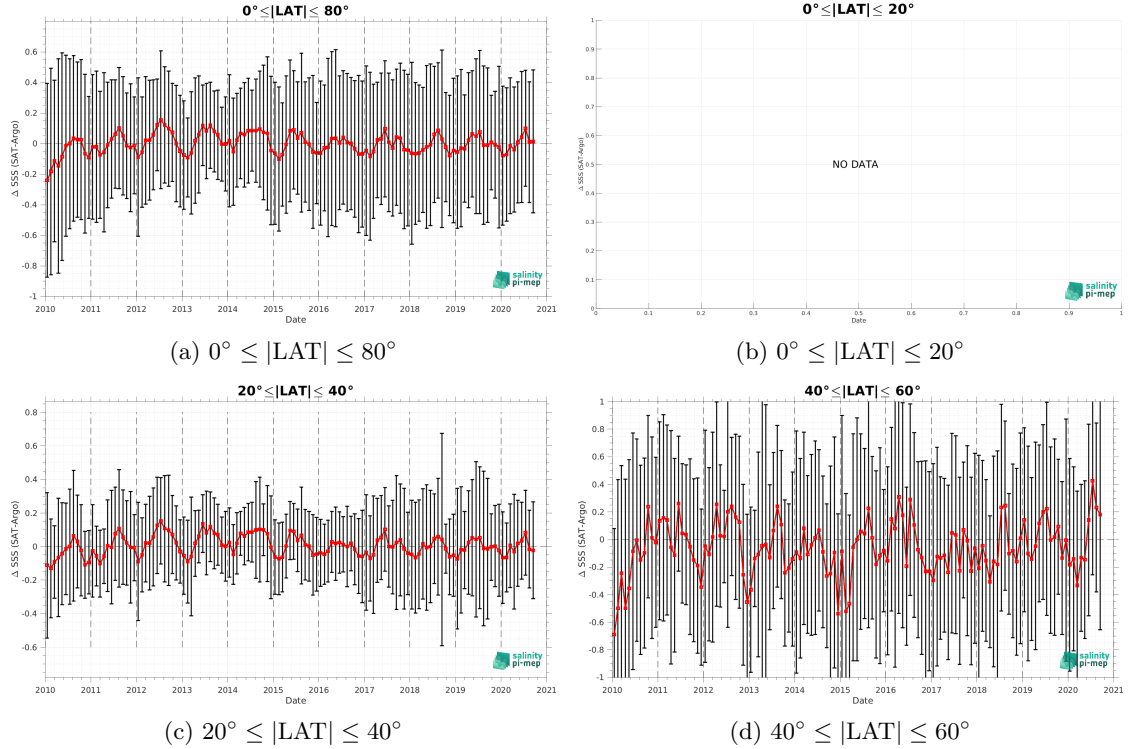 0°≤|LAT|≤ 80°
Δ SSS (SAT-Argo)
0.6
0.4
0.2
0
-0.2
-0.4
-0.6
-0.8
-1
2010 2011 2012 2013 2014 2015 2016 2017 2018 2019 2020 2021
Date
salinity
pi-mep
(a) 0° ≤ |LAT| ≤ 80°
0°≤|LAT|≤ 20°
Δ SSS (SAT-Argo)
1
0.9
0.8
0.7
0.6
0.5
0.4
0.3
0.2
0.1
0
NO DATA
0 0.1 0.2 0.3 0.4 0.5 0.6 0.7 0.8 0.9 1
Date
salinity
pi-mep
(b) 0° ≤ |LAT| ≤ 20°
20°≤|LAT|≤ 40°
Δ SSS (SAT-Argo)
0.8
0.6
0.4
0.2
0
-0.2
-0.4
-0.6
2010 2011 2012 2013 2014 2015 2016 2017 2018 2019 2020 2021
Date
salinity
pi-mep
(c) 20° ≤ |LAT| ≤ 40°
40°≤|LAT|≤ 60°
Δ SSS (SAT-Argo)
1
0.8
0.6
0.4
0.2
0
-0.2
-0.4
-0.6
-0.8
-1
2010 2011 2012 2013 2014 2015 2016 2017 2018 2019 2020 2021
Date
salinity
pi-mep
(d) 40° ≤ |LAT| ≤ 60°